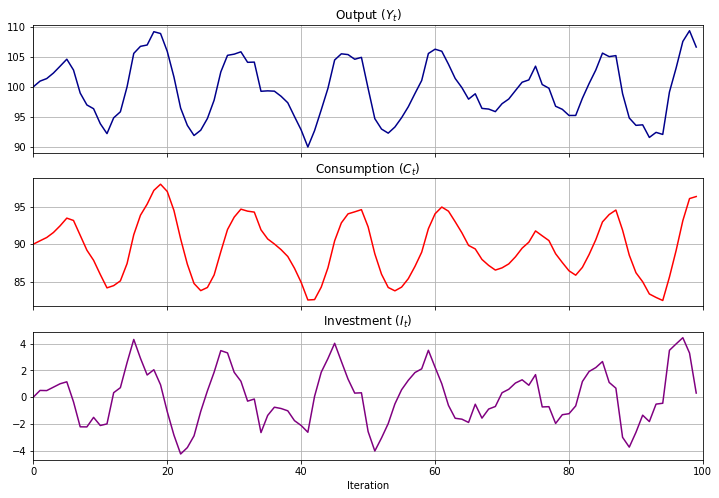 Output (Y_t)
110
105
100
95
90
Consumption (C_t)
95
90
85
Investment (I_t)
4
2
0
−2
−4
0 20 40 60 80 100
Iteration